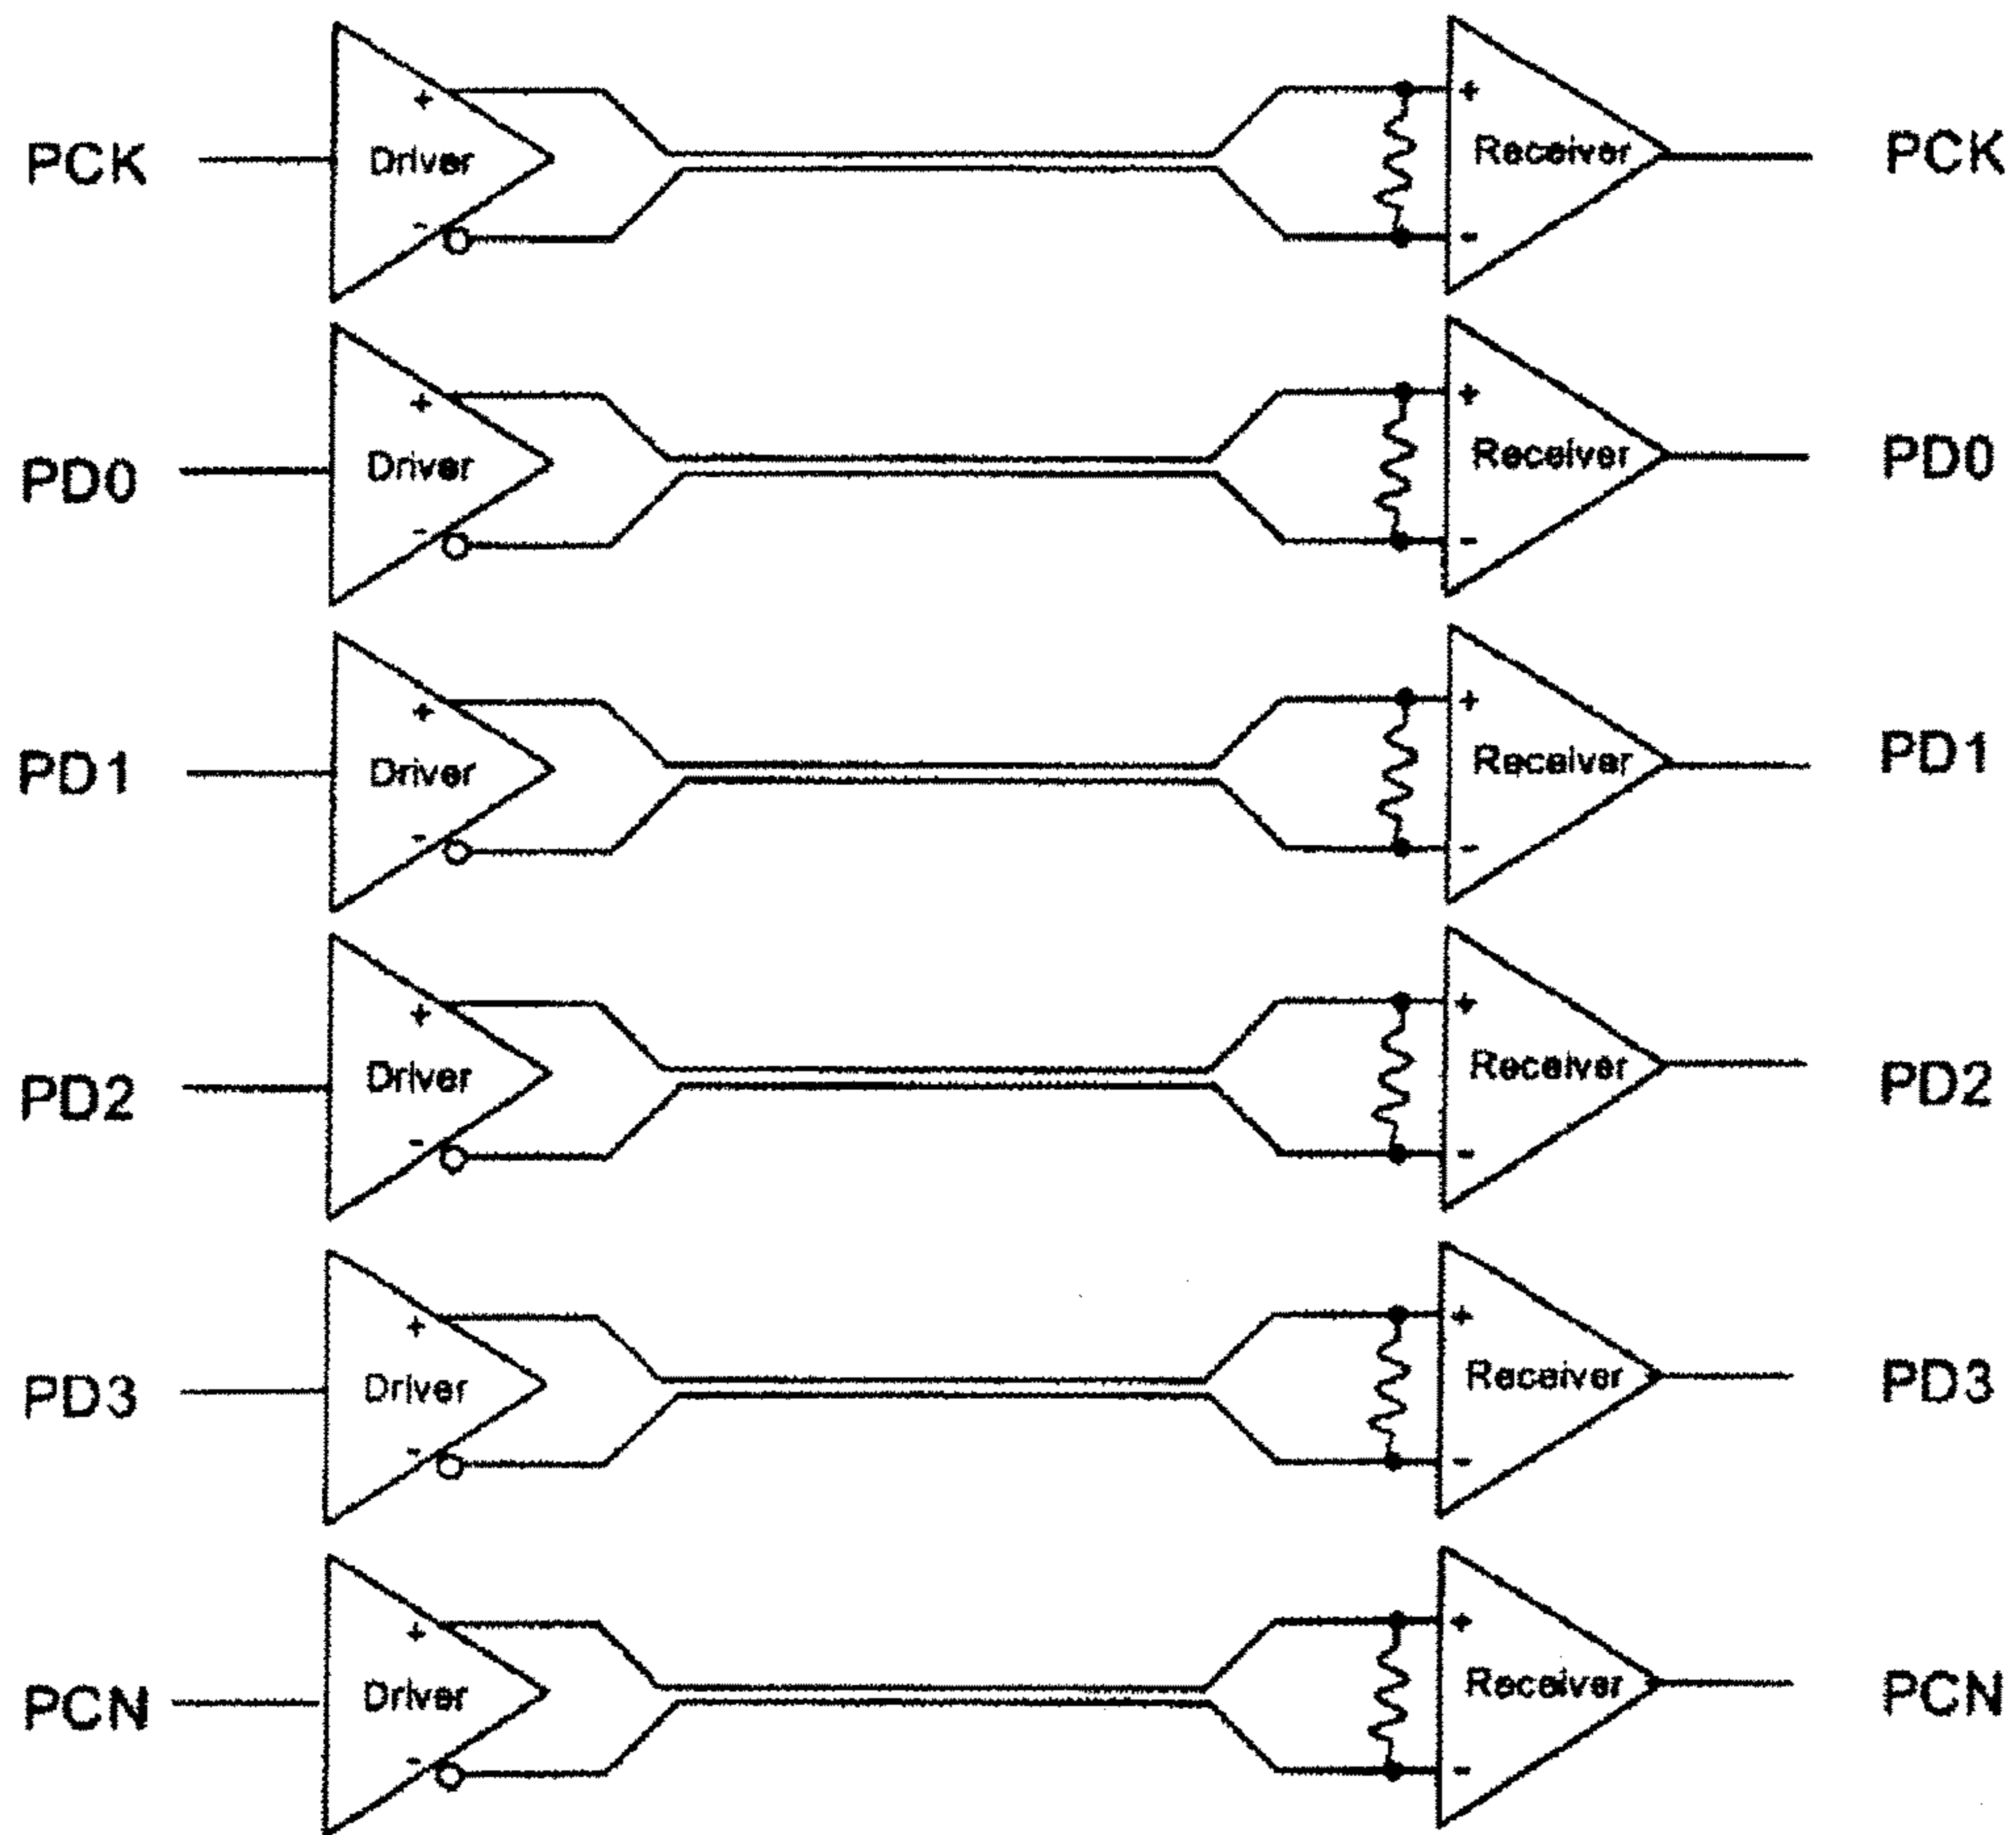 PCK + Driver - + Receiver - PCK
PD0 + Driver - + Receiver - PD0
PD1 + Driver - + Receiver - PD1
PD2 + Driver - + Receiver - PD2
PD3 + Driver - + Receiver - PD3
PCN + Driver - + Receiver - PCN